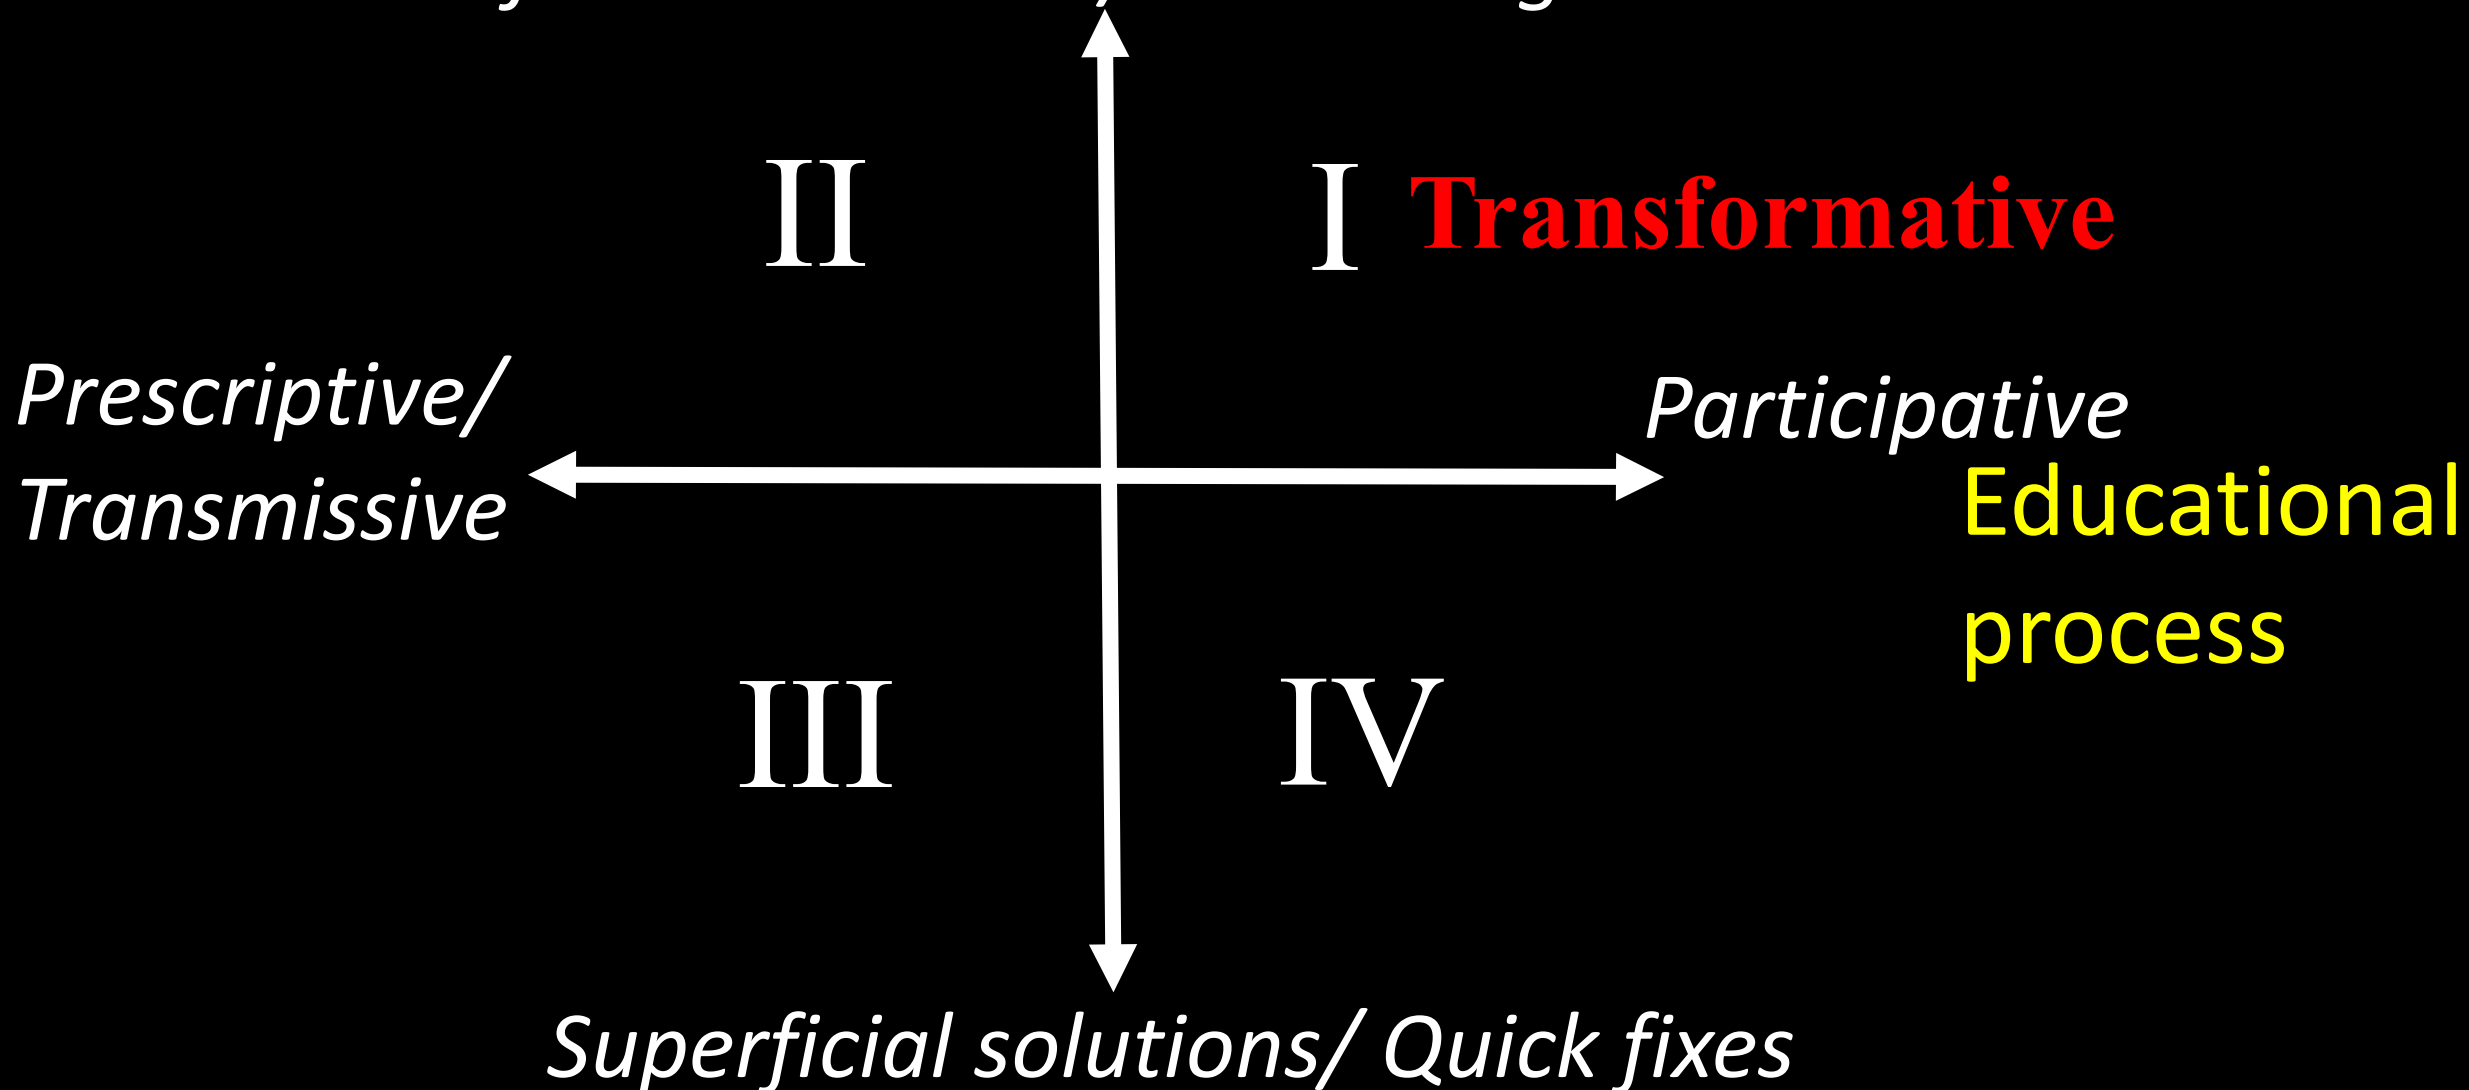 II
I Transformative
Prescriptive/
Transmissive
Participative
Educational
process
III
IV
Superficial solutions/ Quick fixes